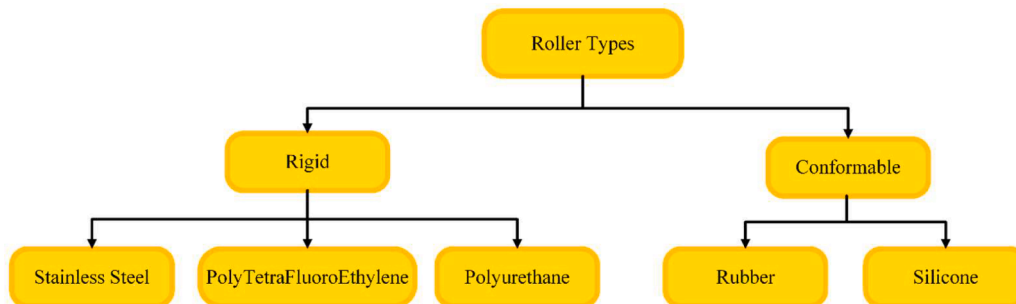 Roller Types
Rigid
Conformable
Stainless Steel
PolyTetraFluoroEthylene
Polyurethane
Rubber
Silicone